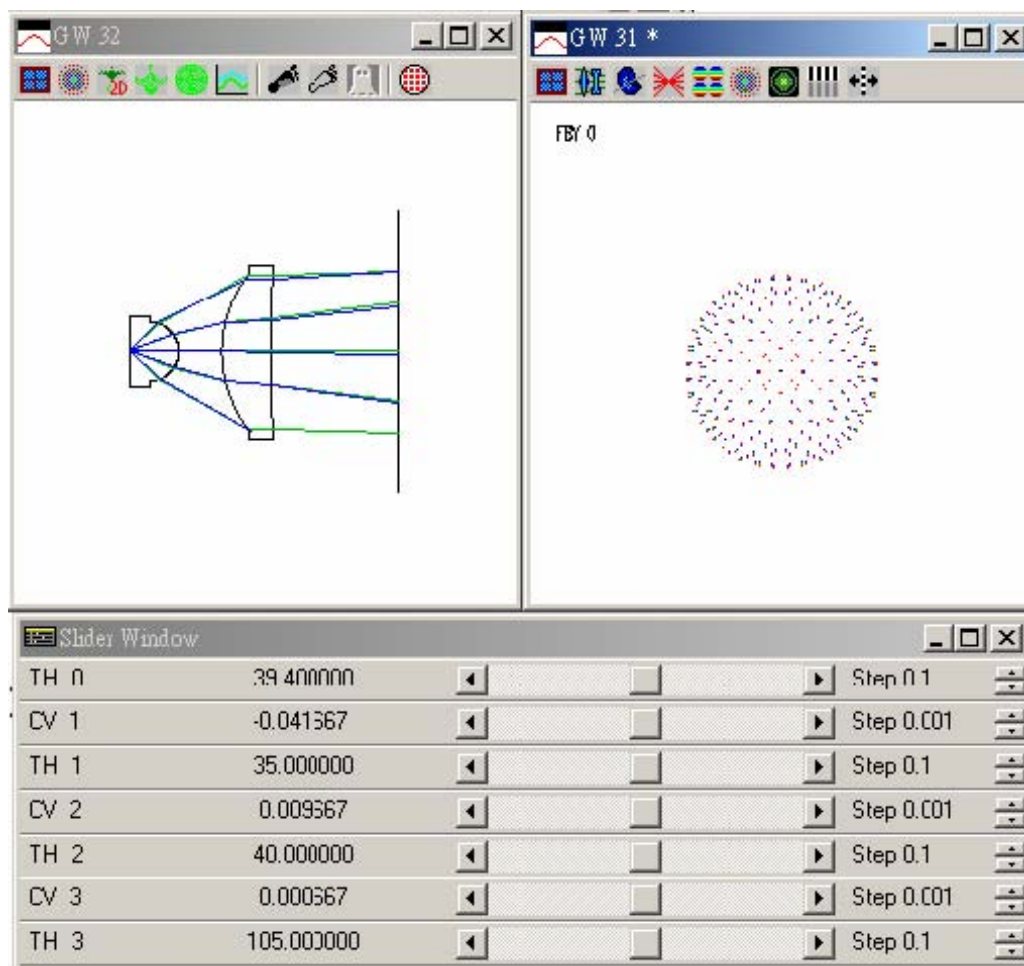 GW 32
GW 31 *
2D
FBY 0
Slider Window
TH 0 39.400000 Step 0.1
CV 1 -0.041667 Step 0.001
TH 1 35.000000 Step 0.1
CV 2 0.009667 Step 0.001
TH 2 40.000000 Step 0.1
CV 3 0.000667 Step 0.001
TH 3 105.000000 Step 0.1